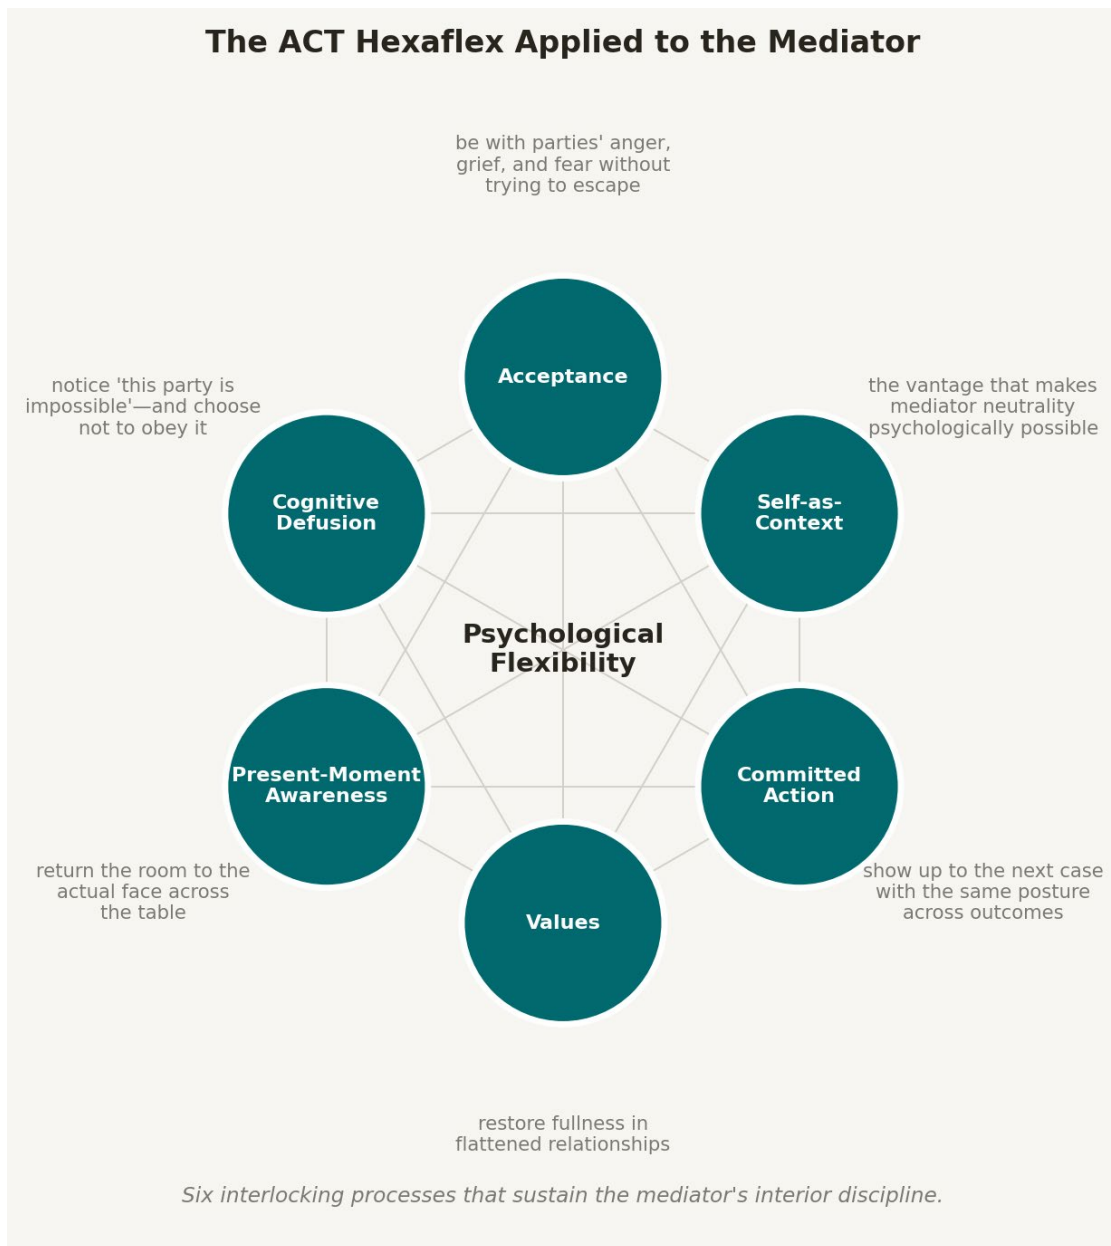 The ACT Hexaflex Applied to the Mediator
be with parties' anger,
grief, and fear without
trying to escape
Acceptance
notice 'this party is
impossible'—and choose
not to obey it
the vantage that makes
mediator neutrality
psychologically possible
Cognitive
Defusion
Self-as-
Context
Psychological
Flexibility
Present-Moment
Awareness
Committed
Action
return the room to the
actual face across
the table
show up to the next case
with the same posture
across outcomes
Values
restore fullness in
flattened relationships
Six interlocking processes that sustain the mediator's interior discipline.